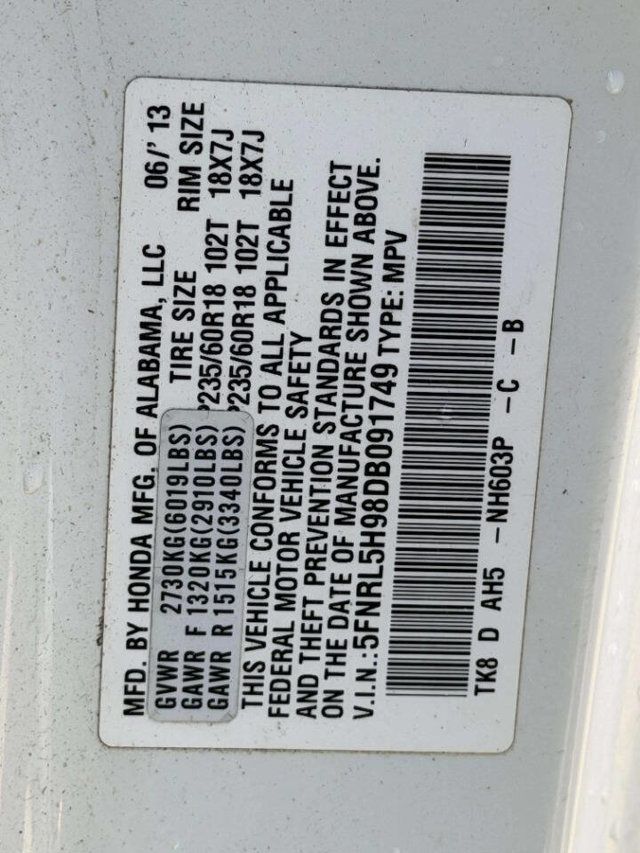 MFD. BY HONDA MFG. OF ALABAMA, LLC 06/' 13
GVWR 2730KG(6019LBS) TIRE SIZE RIM SIZE
GAWR F 1320KG(2910LBS) P235/60R18 102T 18X7J
GAWR R 1515KG(3340LBS) P235/60R18 102T 18X7J
THIS VEHICLE CONFORMS TO ALL APPLICABLE
FEDERAL MOTOR VEHICLE SAFETY
AND THEFT PREVENTION STANDARDS IN EFFECT
ON THE DATE OF MANUFACTURE SHOWN ABOVE.
V.I.N.:5FNRL5H98DB091749 TYPE: MPV
TK8 D AH5 -NH603P -C -B